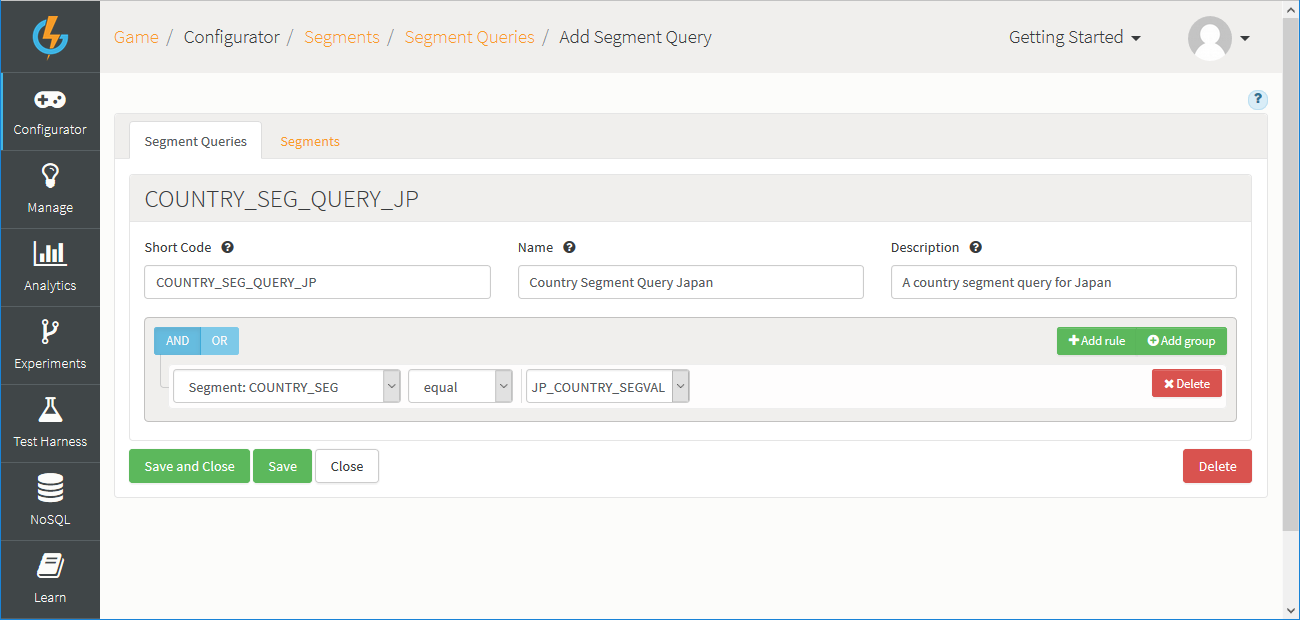 Game / Configurator / Segments / Segment Queries / Add Segment Query
Getting Started
Configurator
Manage
Analytics
Experiments
Test Harness
NoSQL
Learn
?
Segment Queries
Segments
COUNTRY_SEG_QUERY_JP
Short Code ?
Name ?
Description ?
COUNTRY_SEG_QUERY_JP
Country Segment Query Japan
A country segment query for Japan
AND OR
Add rule
Add group
Segment: COUNTRY_SEG
equal
JP_COUNTRY_SEGVAL
Delete
Save and Close
Save
Close
Delete